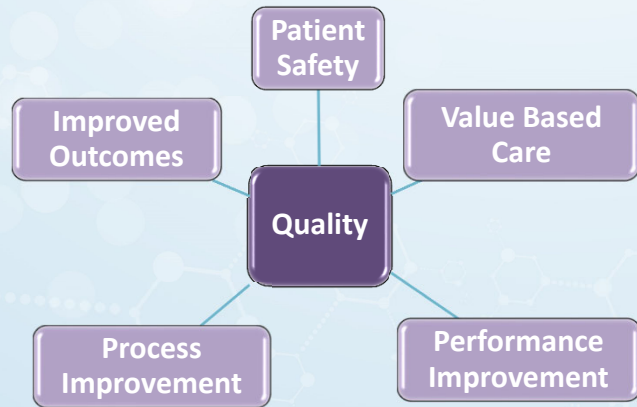 Patient
Safety
Improved
Outcomes
Value Based
Care
Quality
Process
Improvement
Performance
Improvement